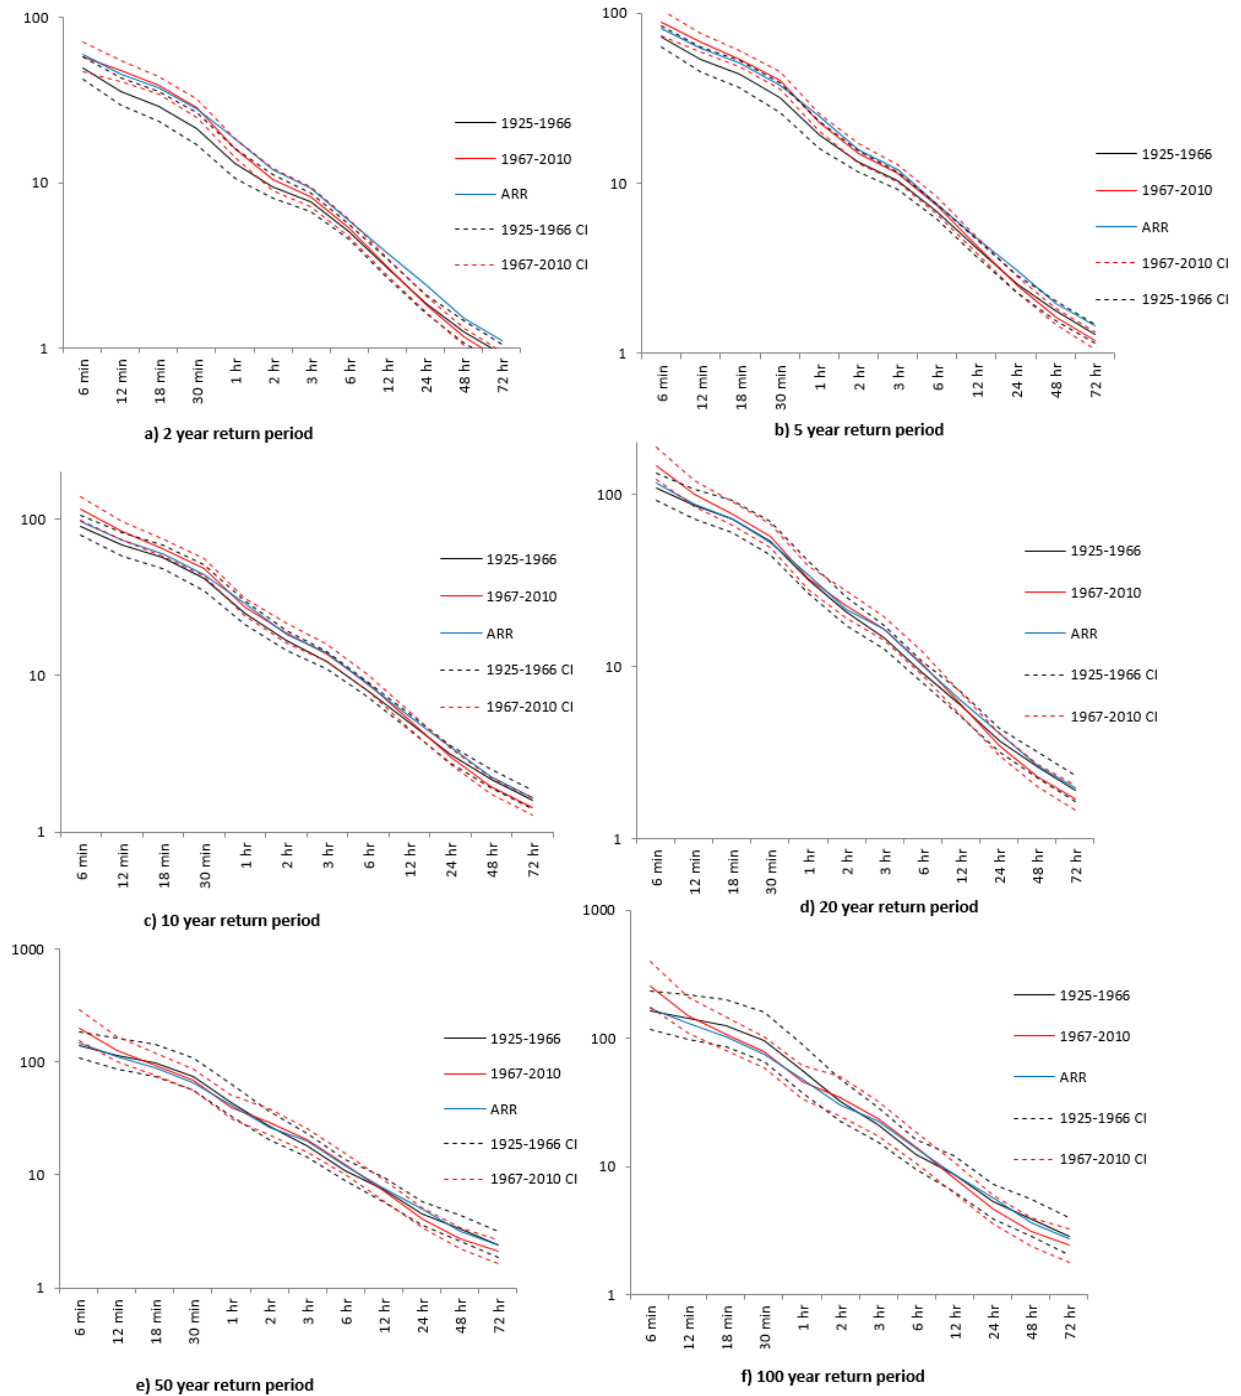 100
10
1
6 min
12 min
18 min
30 min
1 hr
2 hr
3 hr
6 hr
12 hr
24 hr
48 hr
72 hr
1925-1966
1967-2010
ARR
1925-1966 CI
1967-2010 CI
a) 2 year return period
100
10
1
6 min
12 min
18 min
30 min
1 hr
2 hr
3 hr
6 hr
12 hr
24 hr
48 hr
72 hr
1925-1966
1967-2010
ARR
1967-2010 CI
1925-1966 CI
b) 5 year return period
100
10
1
6 min
12 min
18 min
30 min
1 hr
2 hr
3 hr
6 hr
12 hr
24 hr
48 hr
72 hr
1925-1966
1967-2010
ARR
1925-1966 CI
1967-2010 CI
c) 10 year return period
100
10
1
6 min
12 min
18 min
30 min
1 hr
2 hr
3 hr
6 hr
12 hr
24 hr
48 hr
72 hr
1925-1966
1967-2010
ARR
1925-1966 CI
1967-2010 CI
d) 20 year return period
1000
100
10
1
6 min
12 min
18 min
30 min
1 hr
2 hr
3 hr
6 hr
12 hr
24 hr
48 hr
72 hr
1925-1966
1967-2010
ARR
1925-1966 CI
1967-2010 CI
e) 50 year return period
1000
100
10
1
6 min
12 min
18 min
30 min
1 hr
2 hr
3 hr
6 hr
12 hr
24 hr
48 hr
72 hr
1925-1966
1967-2010
ARR
1925-1966 CI
1967-2010 CI
f) 100 year return period